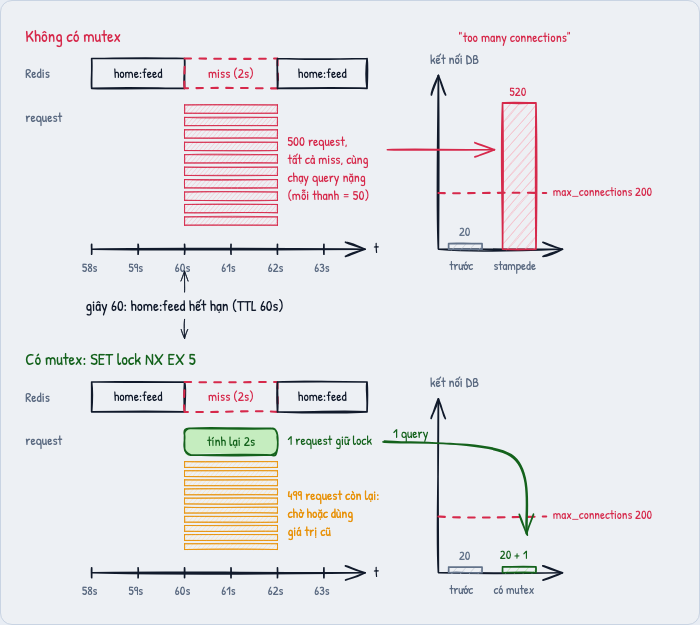 Không có mutex
"too many connections"
Redis
home:feed
miss (2s)
home:feed
kết nối DB
request
500 request,
tất cả miss, cùng
chạy query nặng
(mỗi thanh = 50)
520
max_connections 200
20
trước
stampede
t
58s
59s
60s
61s
62s
63s
giây 60: home:feed hết hạn (TTL 60s)
Có mutex: SET lock NX EX 5
Redis
home:feed
miss (2s)
home:feed
kết nối DB
request
tính lại 2s
1 request giữ lock
1 query
499 request còn lại:
chờ hoặc dùng
giá trị cũ
max_connections 200
20
20 + 1
trước
có mutex
t
58s
59s
60s
61s
62s
63s